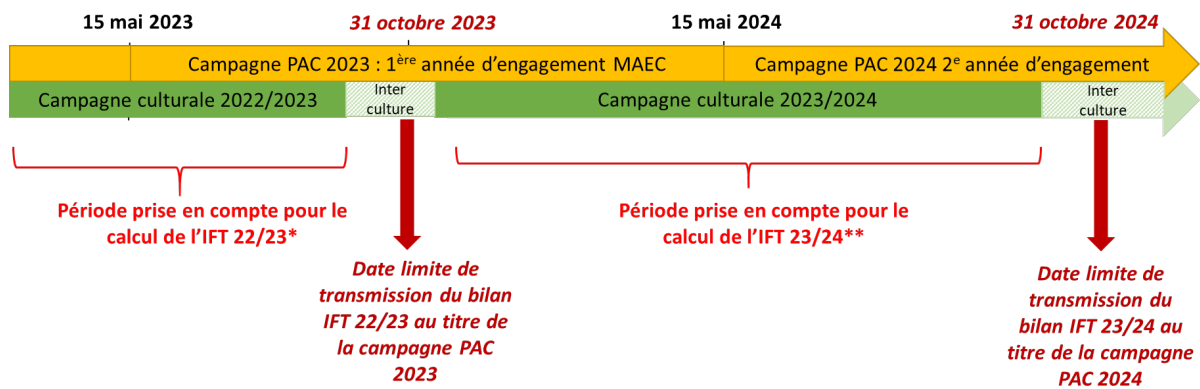 15 mai 2023
31 octobre 2023
15 mai 2024
31 octobre 2024
Campagne PAC 2023 : 1ère année d’engagement MAEC
Campagne PAC 2024 2e année d’engagement
Campagne culturale 2022/2023
Inter
culture
Campagne culturale 2023/2024
Inter
culture
Période prise en compte pour le
calcul de l’IFT 22/23*
Période prise en compte pour le
calcul de l’IFT 23/24**
Date limite de
transmission du bilan
IFT 22/23 au titre de
la campagne PAC
2023
Date limite de
transmission du
bilan IFT 23/24 au
titre de la campagne
PAC 2024